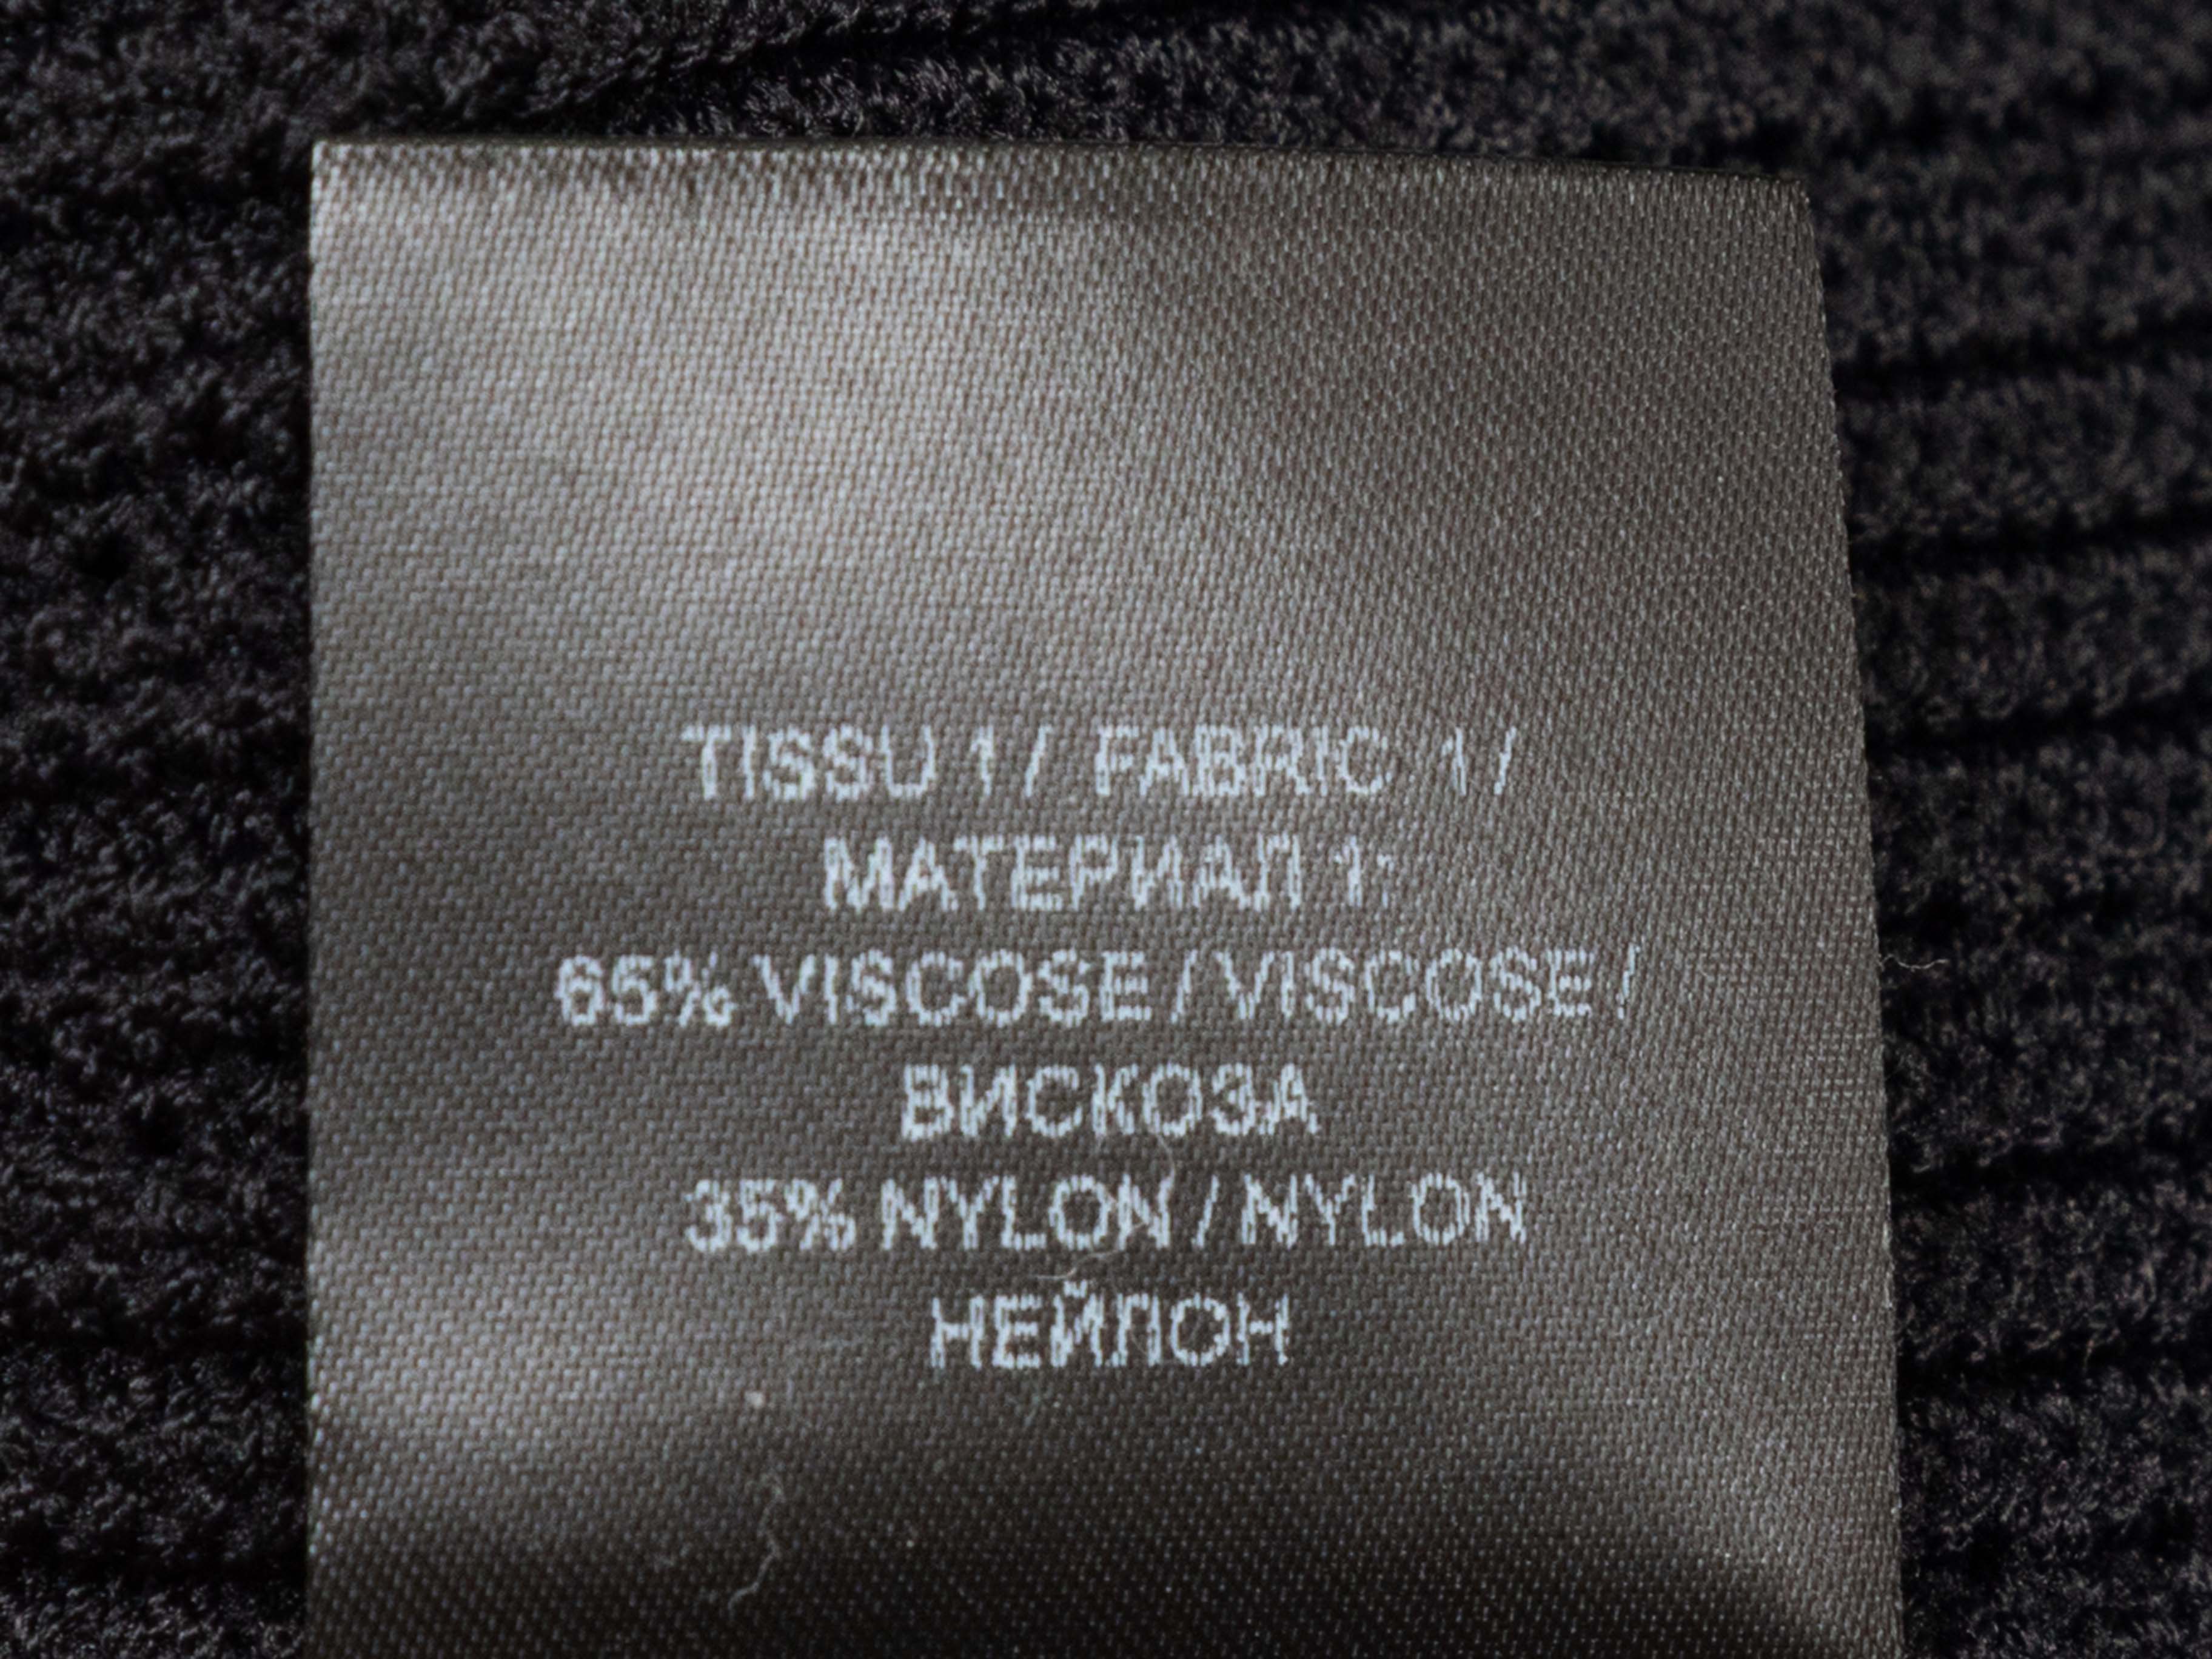 TISSU 1 / FABRIC 1 /
МАТЕРИАЛ 1:
65% VISCOSE / VISCOSE /
ВИСКОЗА
35% NYLON / NYLON
НЕЙЛОН